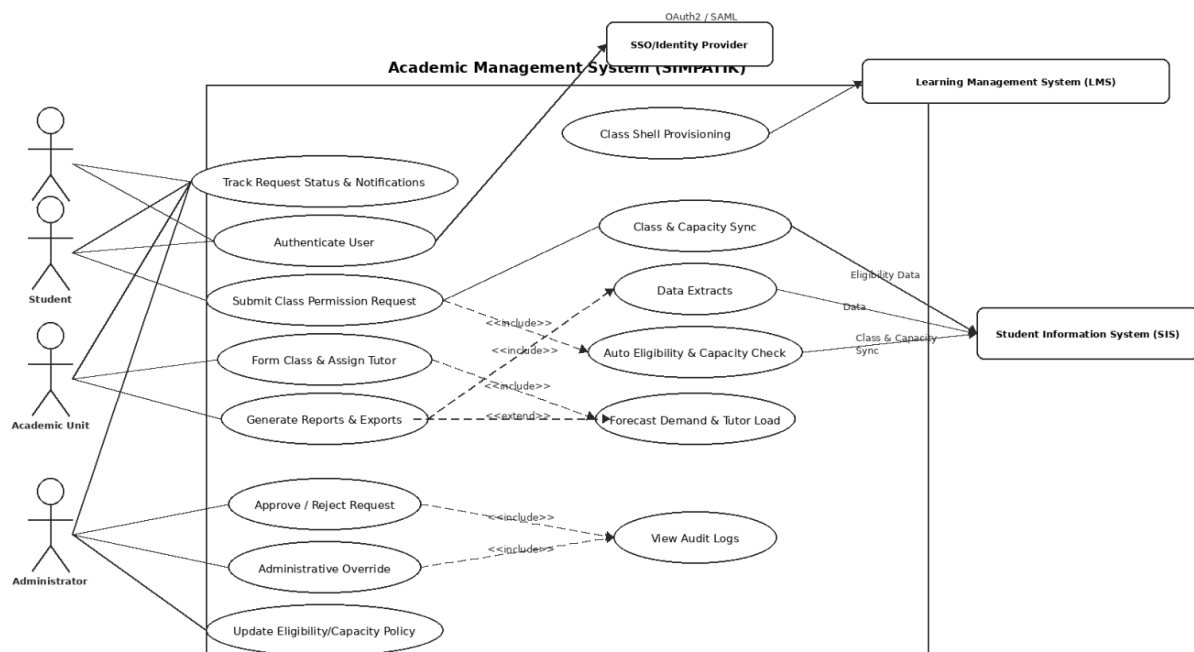 OAuth2 / SAML
SSO/Identity Provider
Academic Management System (SIMPATIK)
Learning Management System (LMS)
Class Shell Provisioning
Track Request Status & Notifications
Authenticate User
Class & Capacity Sync
Student
Eligibility Data
Submit Class Permission Request
Data Extracts
Data
<<include>>
Student Information System (SIS)
Class & Capacity
Sync
<<include>>
Auto Eligibility & Capacity Check
Form Class & Assign Tutor
<<include>>
Academic Unit
Generate Reports & Exports
<<extend>>
Forecast Demand & Tutor Load
Approve / Reject Request
<<include>>
View Audit Logs
<<include>>
Administrative Override
Administrator
Update Eligibility/Capacity Policy